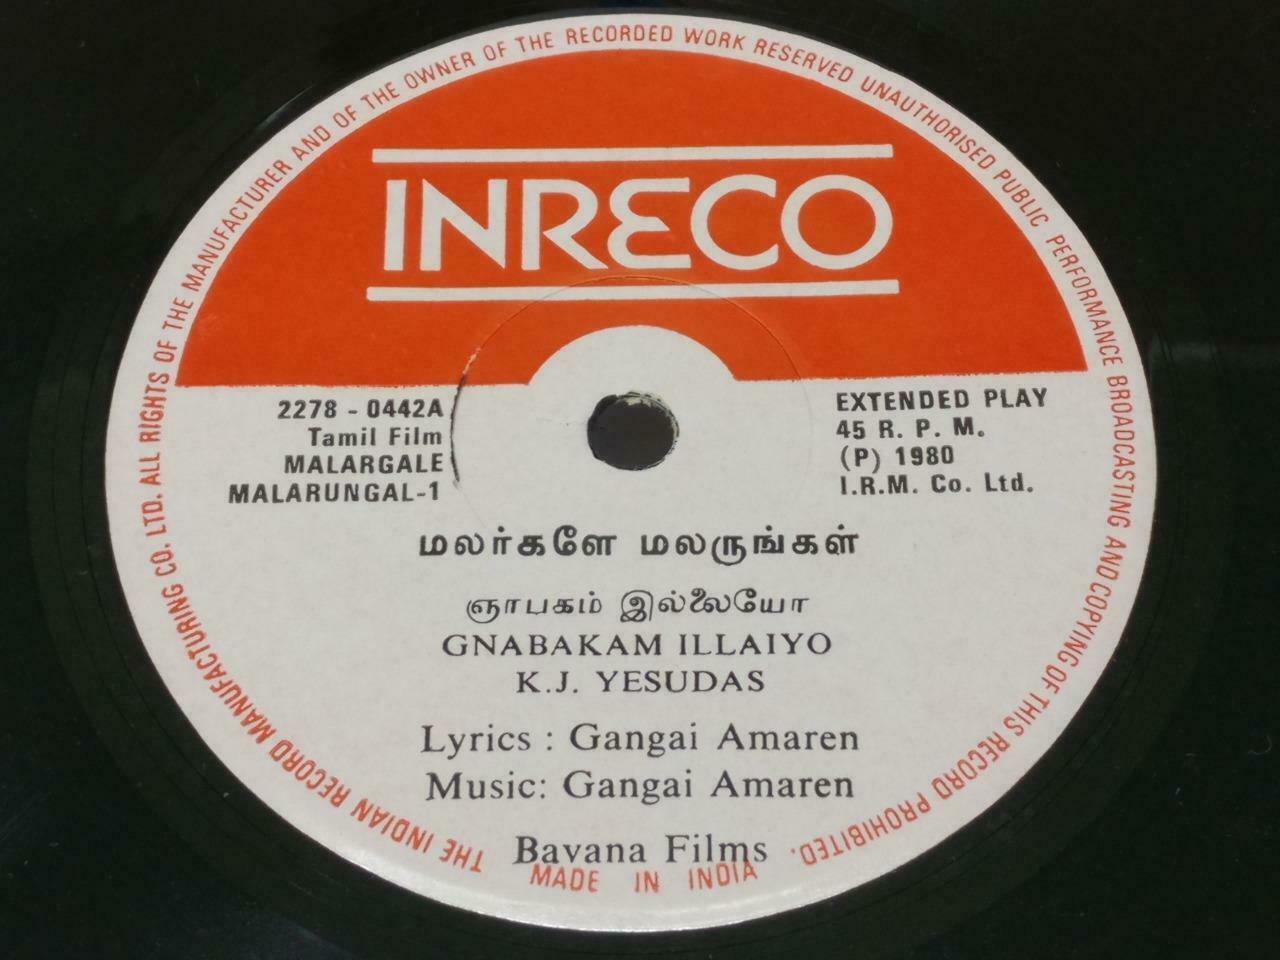 THE INDIAN RECORD MANUFACTURING CO. LTD. ALL RIGHTS OF THE MANUFACTURER AND OF THE OWNER OF THE RECORDED WORK RESERVED UNAUTHORISED PUBLIC PERFORMANCE BROADCASTING AND COPYING OF THIS RECORD PROHIBITED.
INRECO
2278 - 0442A
Tamil Film
MALARGALE
MALARUNGAL-1
EXTENDED PLAY
45 R. P. M.
(P) 1980
I.R.M. Co. Ltd.
மலர்களே மலருங்கள்
ஞாபகம் இல்லையோ
GNABAKAM ILLAIYO
K.J. YESUDAS
Lyrics : Gangai Amaren
Music: Gangai Amaren
Bavana Films
MADE IN INDIA